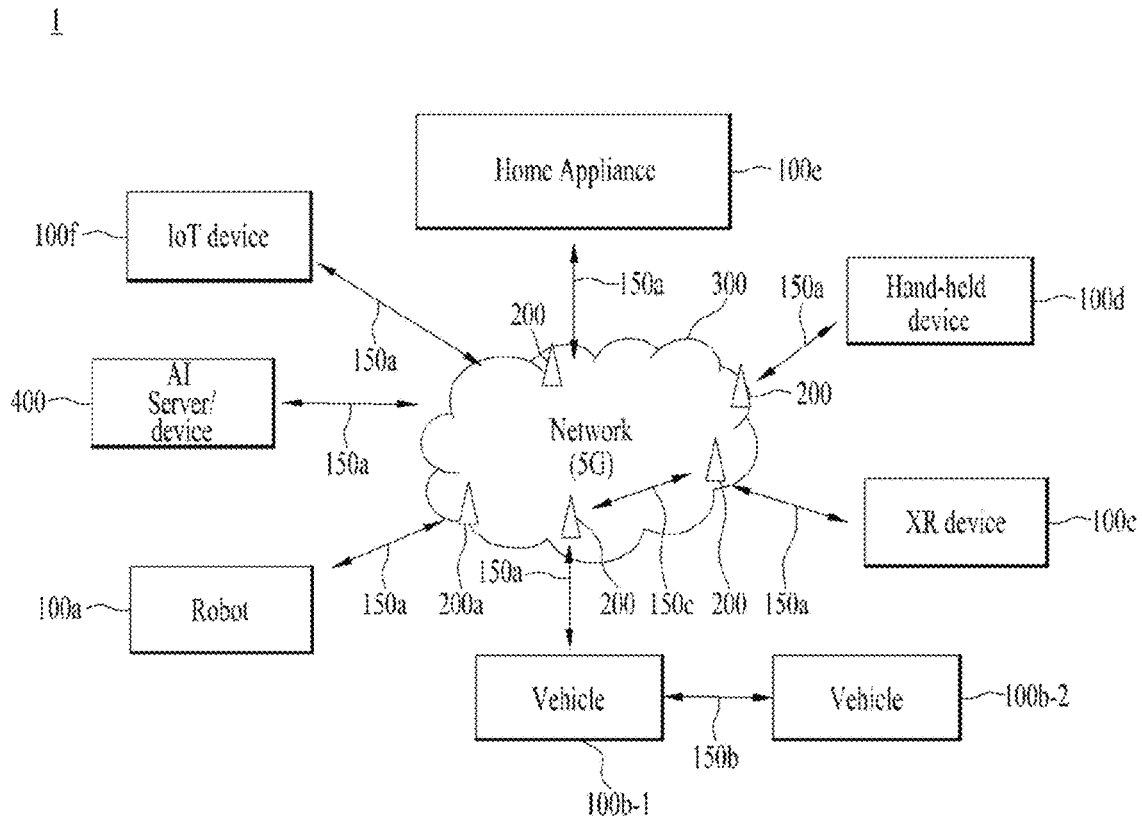 1
Home Appliance
100e
IoT device
100f
150a
300
150a
Hand-held
device
100d
200
150a
AI
Server/
device
400
200
150a
Network
(5G)
XR device
100c
150a
200a
150a
200
150c
200
150a
100a
Robot
Vehicle
Vehicle
100b-2
150b
100b-1